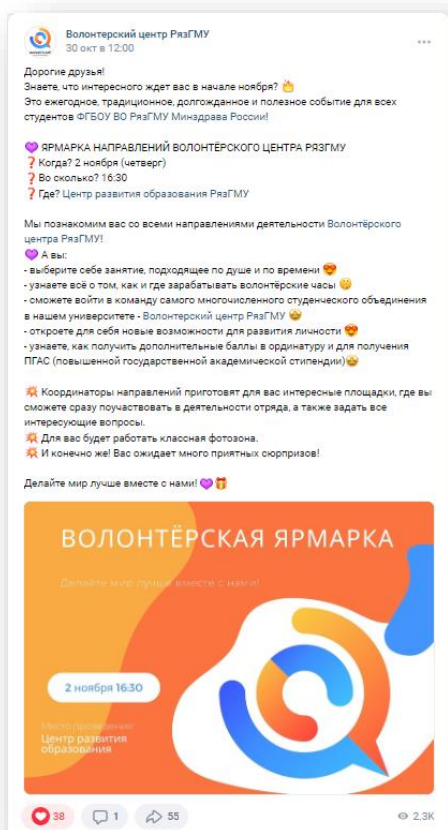 Волонтерский центр РязГМУ
30 окт в 12:00
Дорогие друзья!
Знаете, что интересного ждет вас в начале ноября? 👏
Это ежегодное, традиционное, долгожданное и полезное событие для всех
студентов ФГБОУ ВО РязГМУ Минздрава России!
💜 ЯРМАРКА НАПРАВЛЕНИЙ ВОЛОНТЁРСКОГО ЦЕНТРА РЯЗГМУ
❓Когда? 2 ноября (четверг)
❓Во сколько? 16:30
❓Где? Центр развития образования РязГМУ
Мы познакомим вас со всеми направлениями деятельности Волонтёрского
центра РязГМУ!
💜 А вы:
- выберите себе занятие, подходящее по душе и по времени 😍
- узнаете всё о том, как и где зарабатывать волонтёрские часы 🤫
- сможете войти в команду самого многочисленного студенческого объединения
в нашем университете - Волонтерский центр РязГМУ 🤩
- откроете для себя новые возможности для развития личности 😍
- узнаете, как получить дополнительные баллы в ординатуру и для получения
ПГАС (повышенной государственной академической стипендии)🤩
💥 Координаторы направлений приготовят для вас интересные площадки, где вы
сможете сразу поучаствовать в деятельности отряда, а также задать все
интересующие вопросы.
💥 Для вас будет работать классная фотозона.
💥 И конечно же! Вас ожидает много приятных сюрпризов!
Делайте мир лучше вместе с нами! 💜🎁
ВОЛОНТЁРСКАЯ ЯРМАРКА
Делайте мир лучше вместе с нами!
2 ноября 16:30
Место проведения:
Центр развития
образования
38 1 55 2,3K